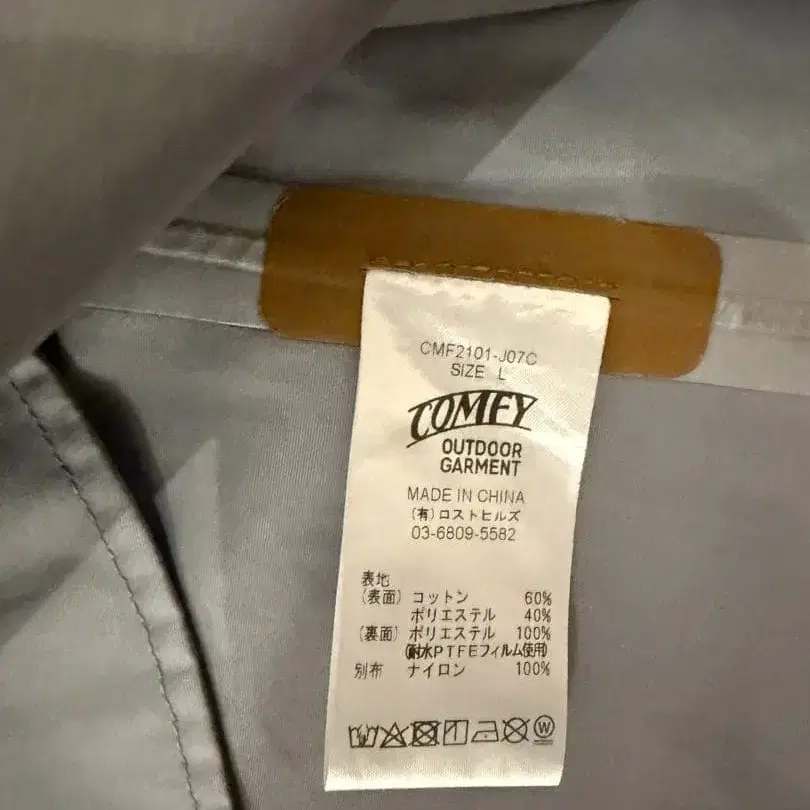 CMF2101-J07C
SIZE L
COMFY
OUTDOOR
GARMENT
MADE IN CHINA
(有)ロストヒルズ
03-6809-5582
表地
(表面) コットン 60%
ポリエステル 40%
(裏面) ポリエステル 100%
(耐水PTFEフィルム使用)
別布 ナイロン 100%
W